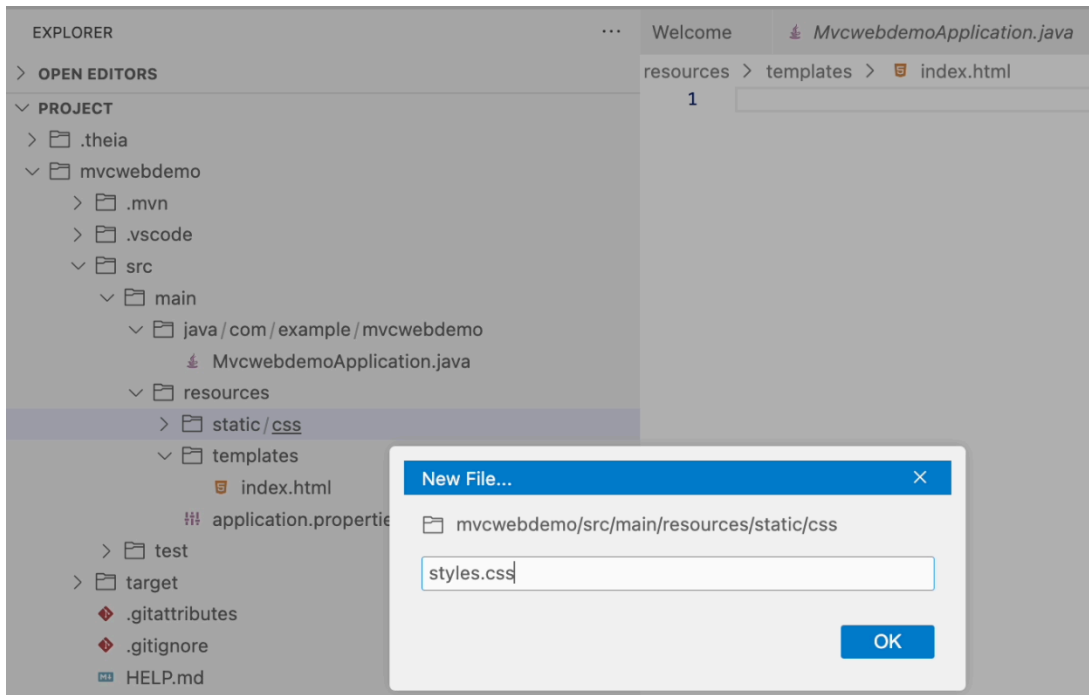 EXPLORER
OPEN EDITORS
PROJECT
.theia
mvcwebdemo
.mvn
.vscode
src
main
java/com/example/mvcwebdemo
MvcwebdemoApplication.java
resources
static/css
templates
index.html
application.propertie
test
target
.gitattributes
.gitignore
HELP.md
Welcome MvcwebdemoApplication.java
resources > templates > index.html
1
New File...
mvcwebdemo/src/main/resources/static/css
styles.css
OK